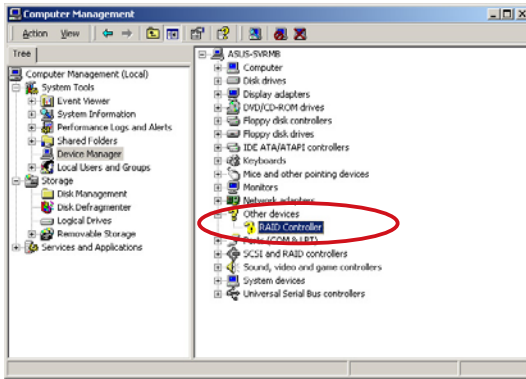 Computer Management
Action View
Tree
Computer Management (Local)
System Tools
Event Viewer
System Information
Performance Logs and Alerts
Shared Folders
Device Manager
Local Users and Groups
Storage
Disk Management
Disk Defragmenter
Logical Drives
Removable Storage
Services and Applications
ASUS-SVRMB
Computer
Disk drives
Display adapters
DVD/CD-ROM drives
Floppy disk controllers
Floppy disk drives
IDE ATA/ATAPI controllers
Keyboards
Mice and other pointing devices
Monitors
Network adapters
Other devices
RAID Controller
Ports (COM & LPT)
SCSI and RAID controllers
Sound, video and game controllers
System devices
Universal Serial Bus controllers